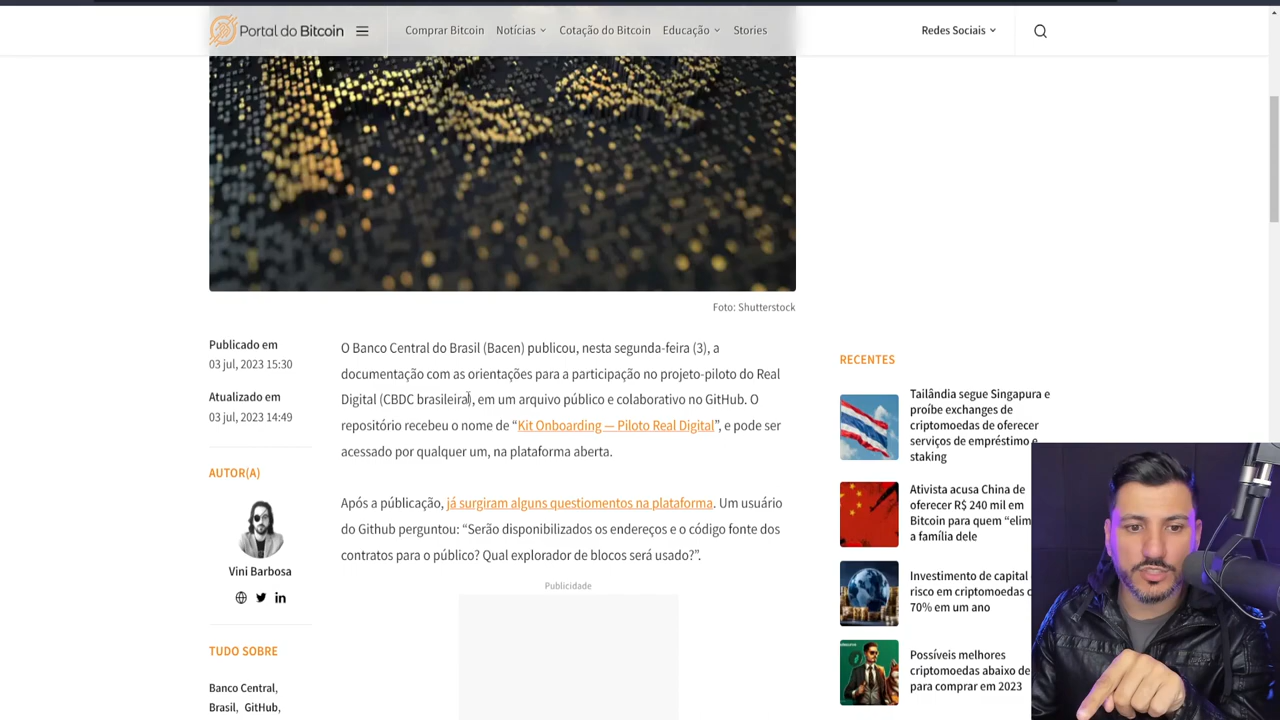 Portal do Bitcoin
Comprar Bitcoin
Notícias
Cotação do Bitcoin
Educação
Stories
Redes Sociais
Foto: Shutterstock
Publicado em
03 jul, 2023 15:30
Atualizado em
03 jul, 2023 14:49
AUTOR(A)
Vini Barbosa
TUDO SOBRE
Banco Central,
Brasil, GitHub,
O Banco Central do Brasil (Bacen) publicou, nesta segunda-feira (3), a
documentação com as orientações para a participação no projeto-piloto do Real
Digital (CBDC brasileira), em um arquivo público e colaborativo no GitHub. O
repositório recebeu o nome de “Kit Onboarding — Piloto Real Digital”, e pode ser
acessado por qualquer um, na plataforma aberta.
Após a públicação, já surgiram alguns questiomentos na plataforma. Um usuário
do Github perguntou: “Serão disponibilizados os endereços e o código fonte dos
contratos para o público? Qual explorador de blocos será usado?”.
Publicidade
RECENTES
Tailândia segue Singapura e
proíbe exchanges de
criptomoedas de oferecer
serviços de empréstimo e
staking
Ativista acusa China de
oferecer R$ 240 mil em
Bitcoin para quem “elim
a família dele
Investimento de capital
risco em criptomoedas
70% em um ano
Possíveis melhores
criptomoedas abaixo de
para comprar em 2023